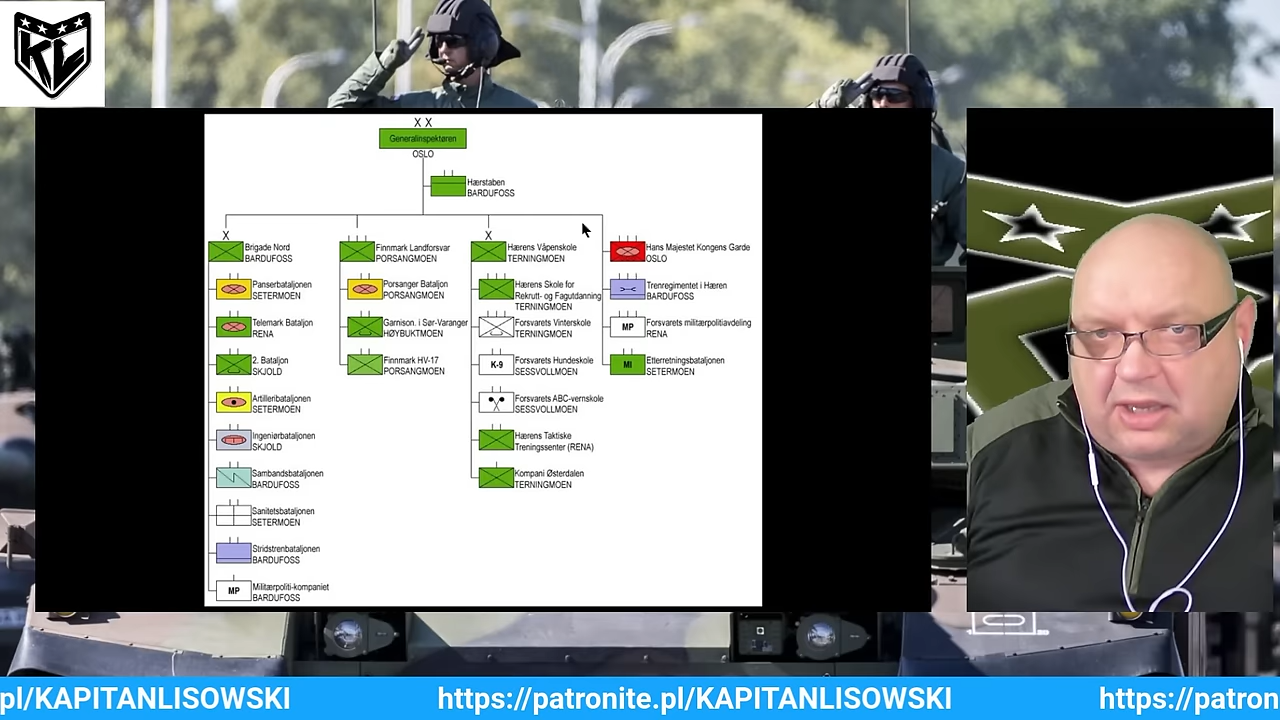 KL
X X
Generalinspektøren
OSLO
Hærstaben
BARDUFOSS
X
Brigade Nord
BARDUFOSS
Panserbataljonen
SETERMOEN
Telemark Bataljon
RENA
2. Bataljon
SKJOLD
Artilleribataljonen
SETERMOEN
Ingeniørbataljonen
SKJOLD
Sambandsbataljonen
BARDUFOSS
Sanitetsbataljonen
SETERMOEN
Stridstrenbataljonen
BARDUFOSS
MP
Militærpoliti-kompaniet
BARDUFOSS
Finnmark Landforsvar
PORSANGMOEN
Porsanger Bataljon
PORSANGMOEN
Garnison. i Sør-Varanger
HØYBUKTMOEN
Finnmark HV-17
PORSANGMOEN
X
Hærens Våpenskole
TERNINGMOEN
Hærens Skole for
Rekrutt- og Fagutdanning
TERNINGMOEN
Forsvarets Vinterskole
TERNINGMOEN
K-9
Forsvarets Hundeskole
SESSVOLLMOEN
Forsvarets ABC-vernskole
SESSVOLLMOEN
Hærens Taktiske
Treningssenter (RENA)
Kompani Østerdalen
TERNINGMOEN
Hans Majestet Kongens Garde
OSLO
Trenregimentet i Hæren
BARDUFOSS
MP
Forsvarets militærpolitiavdeling
RENA
MI
Etterretningsbataljonen
SETERMOEN
pl/KAPITANLISOWSKI https://patronite.pl/KAPITANLISOWSKI https://patron